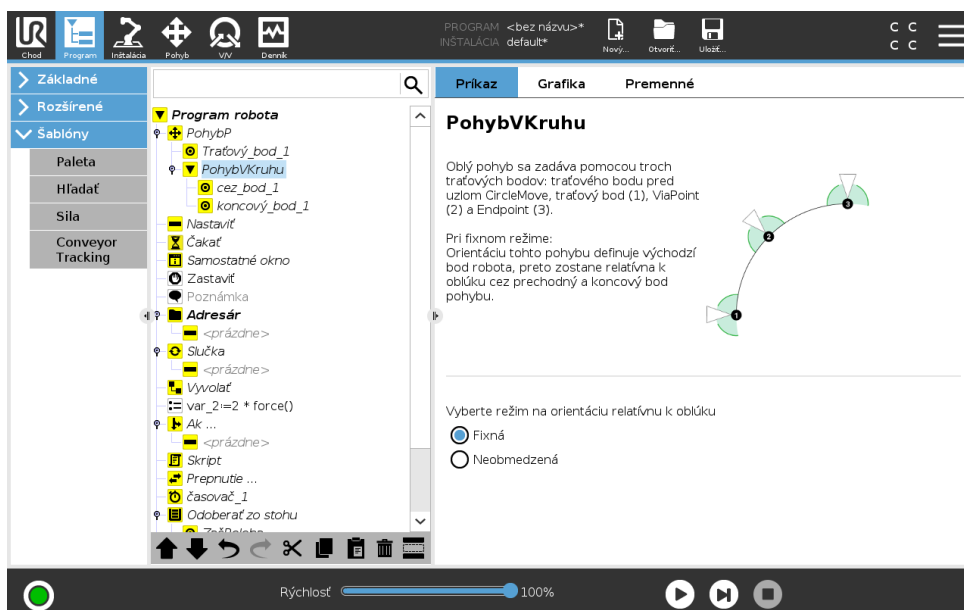 Chod
Program
Inštalácia
Pohyb
V/V
Denník
PROGRAM <bez názvu>*
INŠTALÁCIA default*
Nový...
Otvoriť...
Uložiť...
C C
C C
Základné
Rozšírené
Šablóny
Paleta
Hľadať
Sila
Conveyor
Tracking
Program robota
PohybP
Traťový_bod_1
PohybVKruhu
cez_bod_1
koncový_bod_1
Nastaviť
Čakať
Samostatné okno
Zastaviť
Poznámka
Adresár
<prázdne>
Slučka
<prázdne>
Vyvolať
var_2≔2 * force()
Ak ...
<prázdne>
Skript
Prepnutie ...
časovač_1
Odoberať zo stohu
Príkaz
Grafika
Premenné
PohybVKruhu
Oblý pohyb sa zadáva pomocou troch
traťových bodov: traťového bodu pred
uzlom CircleMove, traťový bod (1), ViaPoint
(2) a Endpoint (3).
Pri fixnom režime:
Orientáciu tohto pohybu definuje východzí
bod robota, preto zostane relatívna k
oblúku cez prechodný a koncový bod
pohybu.
3
2
1
Vyberte režim na orientáciu relatívnu k oblúku
Fixná
Neobmedzená
Rýchlosť
100%